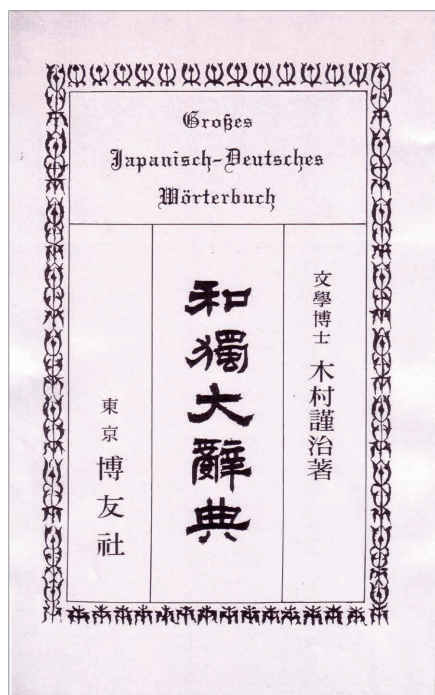 Großes
Japanisch-Deutsches
Wörterbuch
文學博士 木村謹治著
和獨大辭典
東京 博友社